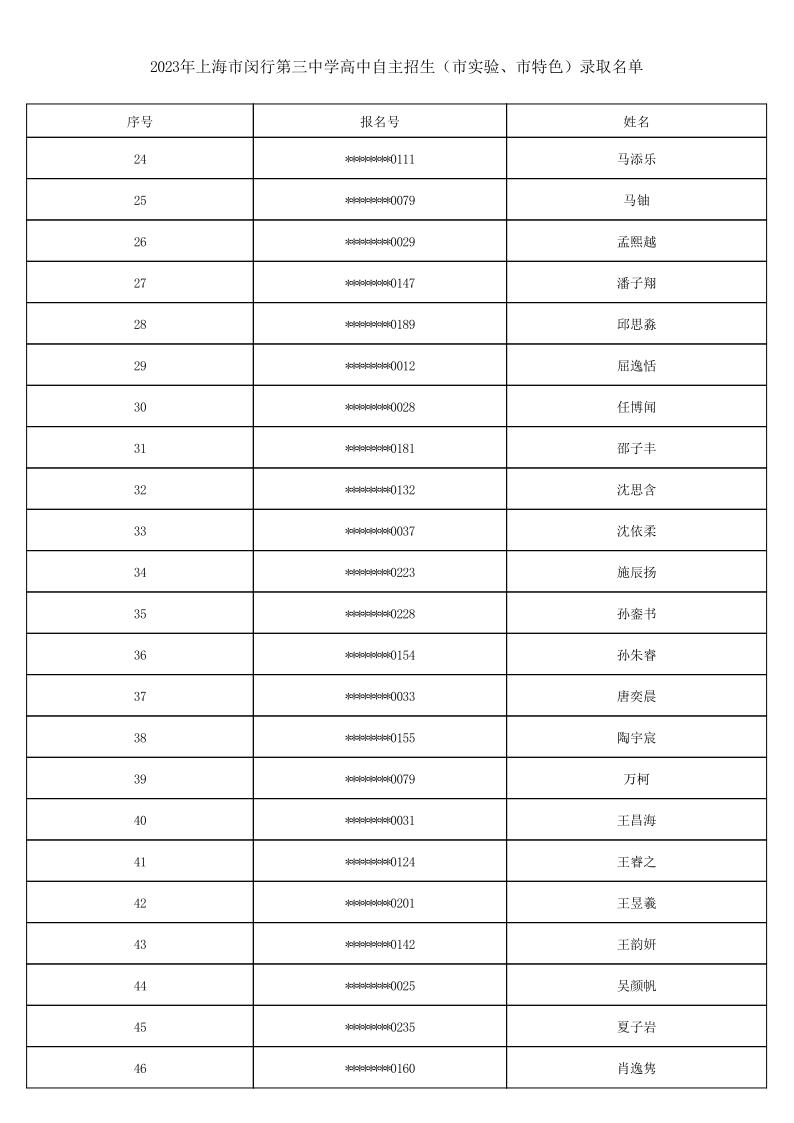 2023年上海市闵行第三中学高中自主招生（市实验、市特色）录取名单
序号 报名号 姓名
24 ********0111 马添乐
25 ********0079 马铀
26 ********0029 孟熙越
27 ********0147 潘子翔
28 ********0189 邱思淼
29 ********0012 屈逸恬
30 ********0028 任博闻
31 ********0181 邵子丰
32 ********0132 沈思含
33 ********0037 沈依柔
34 ********0223 施辰扬
35 ********0228 孙銮书
36 ********0154 孙朱睿
37 ********0033 唐奕晨
38 ********0155 陶宇宸
39 ********0079 万柯
40 ********0031 王昌海
41 ********0124 王睿之
42 ********0201 王昱羲
43 ********0142 王韵妍
44 ********0025 吴颜帆
45 ********0235 夏子岩
46 ********0160 肖逸隽